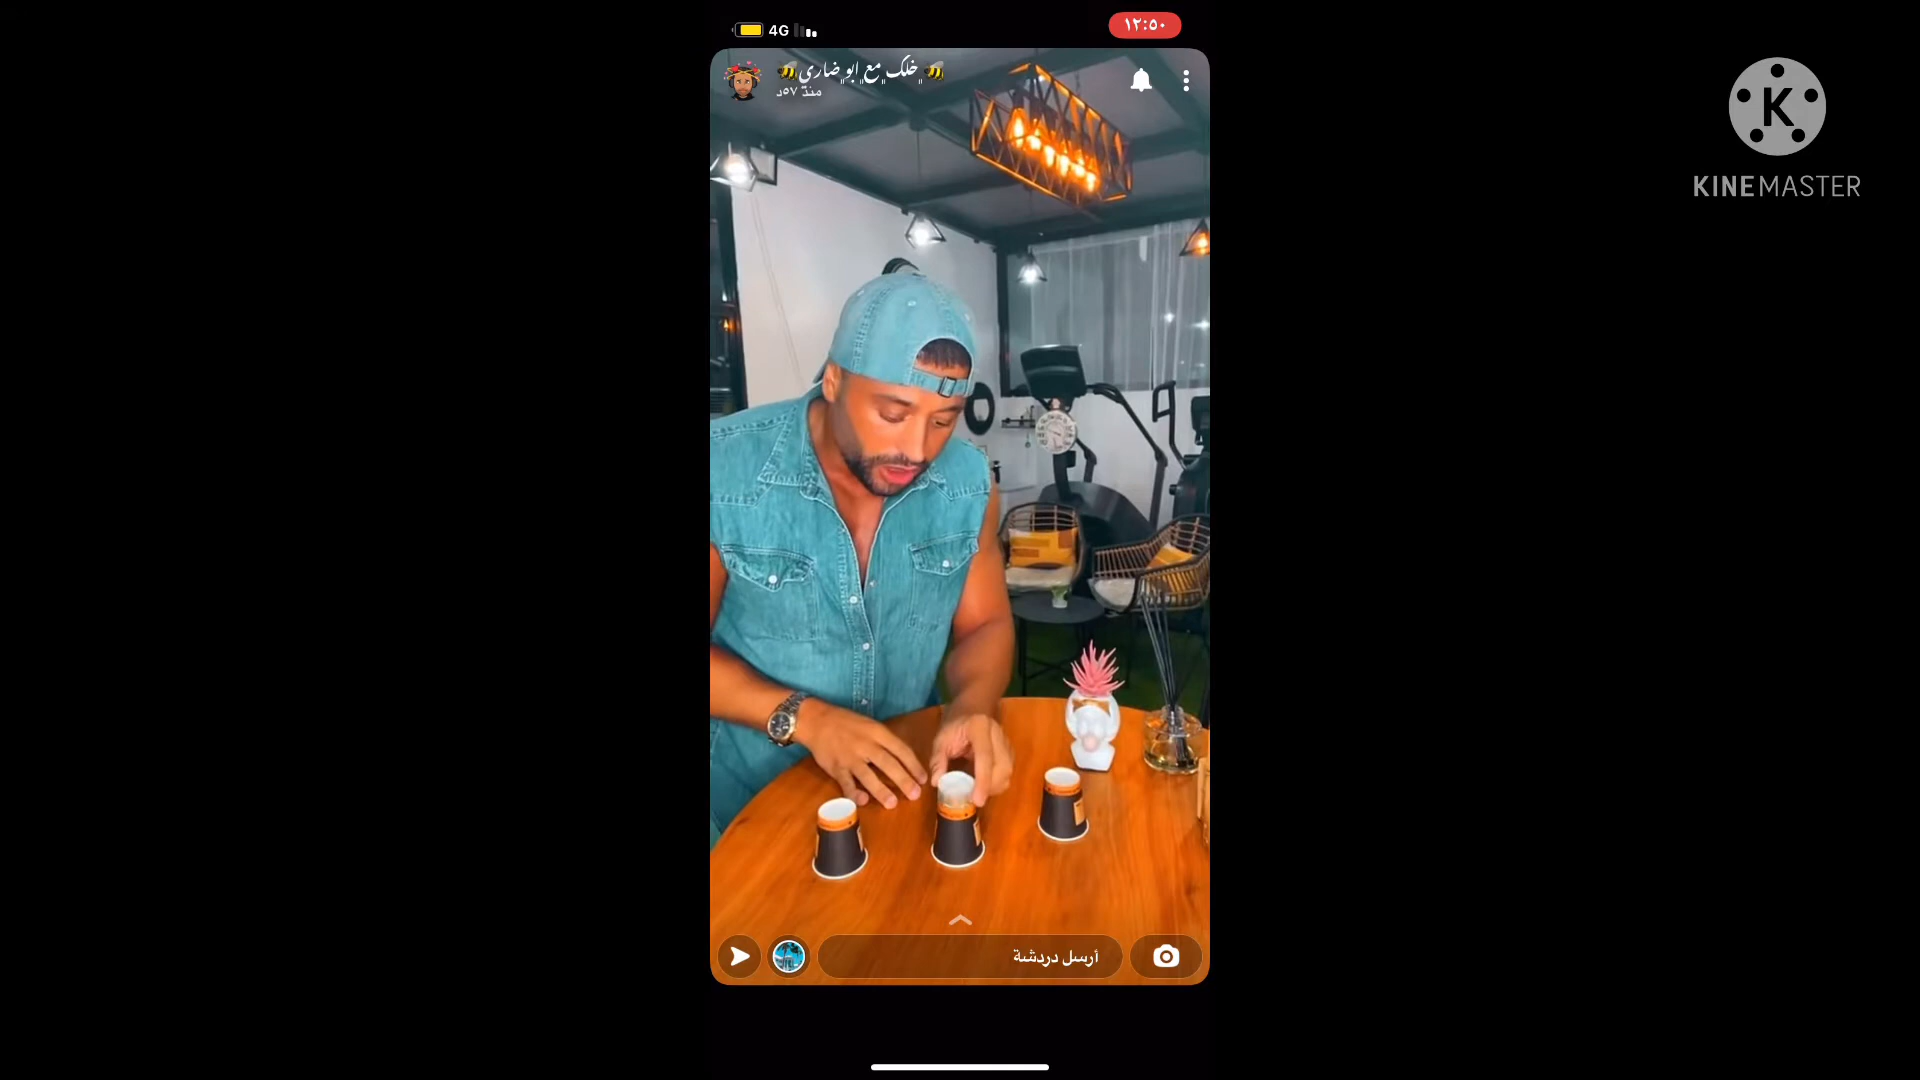 4G
١٢:٥٠
🐝خلك مع ابو ضاري🐝
منذ ٥٧د
K
KINEMASTER
أرسل دردشة